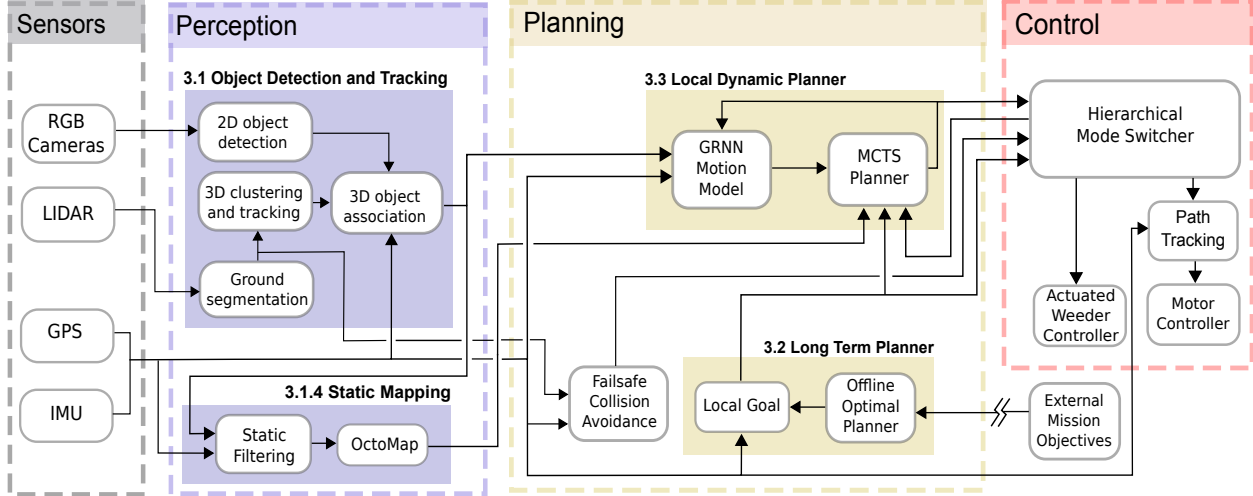 Sensors
Perception
Planning
Control
3.1 Object Detection and Tracking
3.3 Local Dynamic Planner
RGB
Cameras
2D object
detection
3D clustering
and tracking
3D object
association
LIDAR
Ground
segmentation
GRNN
Motion
Model
MCTS
Planner
Hierarchical
Mode Switcher
Path
Tracking
Actuated
Weeder
Controller
Motor
Controller
GPS
IMU
3.1.4 Static Mapping
Static
Filtering
OctoMap
Failsafe
Collision
Avoidance
3.2 Long Term Planner
Local Goal
Offline
Optimal
Planner
External
Mission
Objectives